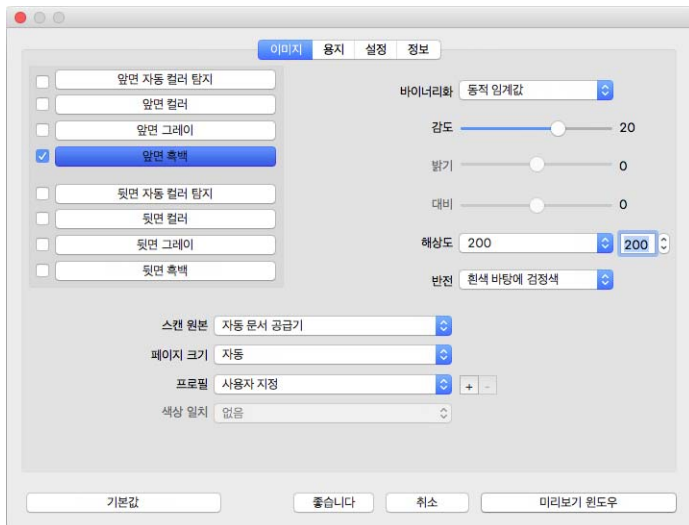 이미지 용지 설정 정보
앞면 자동 컬러 탐지
앞면 컬러
앞면 그레이
앞면 흑백
뒷면 자동 컬러 탐지
뒷면 컬러
뒷면 그레이
뒷면 흑백
바이너리화 동적 임계값
감도 20
밝기 0
대비 0
해상도 200 200
반전 흰색 바탕에 검정색
스캔 원본 자동 문서 공급기
페이지 크기 자동
프로필 사용자 지정 + -
색상 일치 없음
기본값 좋습니다 취소 미리보기 윈도우